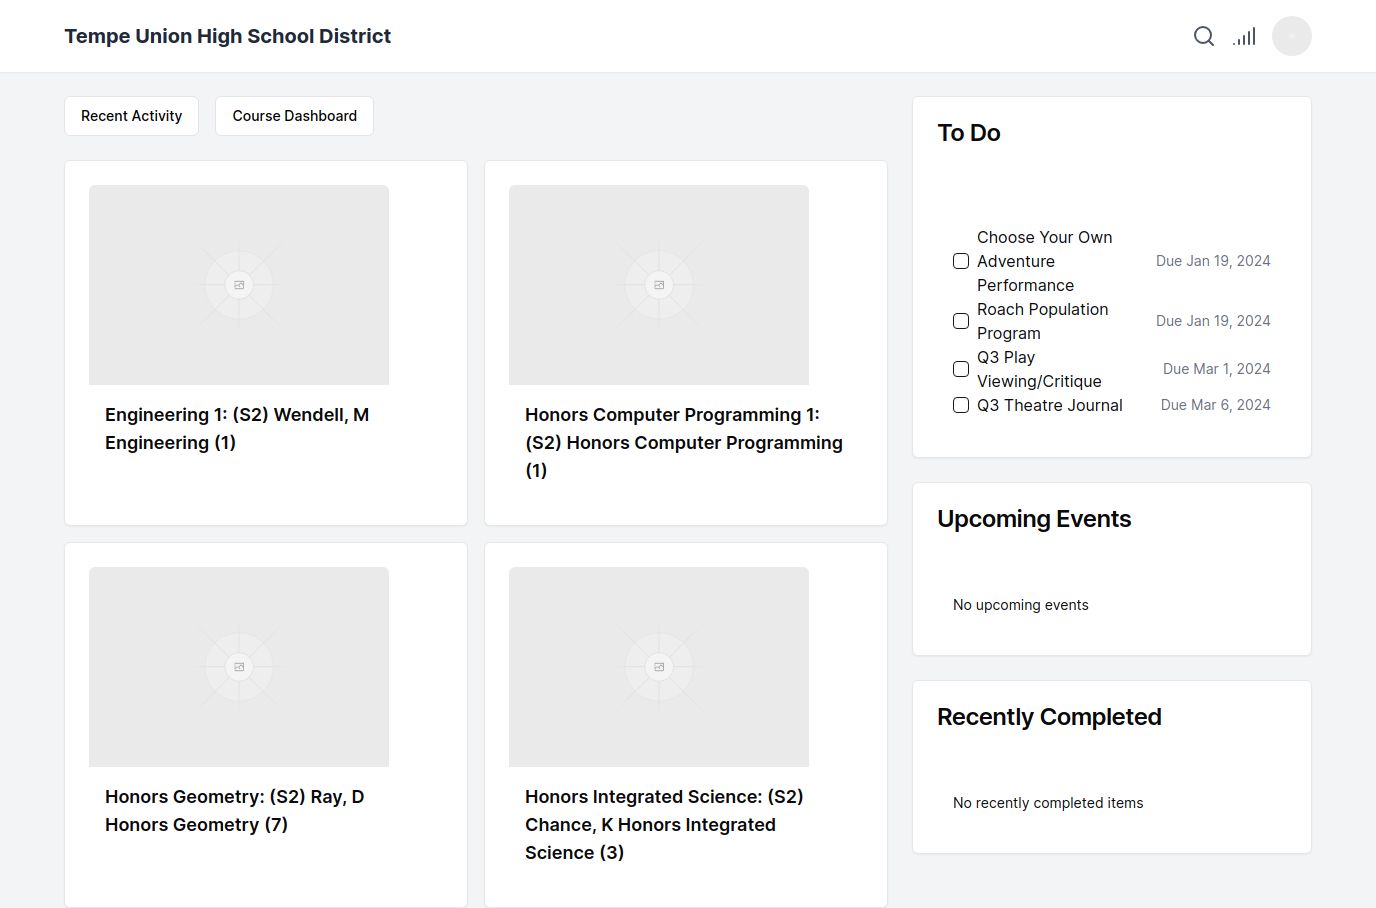 Tempe Union High School District
Recent Activity
Course Dashboard
Engineering 1: (S2) Wendell, M
Engineering (1)
Honors Computer Programming 1:
(S2) Honors Computer Programming
(1)
Honors Geometry: (S2) Ray, D
Honors Geometry (7)
Honors Integrated Science: (S2)
Chance, K Honors Integrated
Science (3)
To Do
Choose Your Own
Adventure
Performance
Due Jan 19, 2024
Roach Population
Program
Due Jan 19, 2024
Q3 Play
Viewing/Critique
Due Mar 1, 2024
Q3 Theatre Journal
Due Mar 6, 2024
Upcoming Events
No upcoming events
Recently Completed
No recently completed items